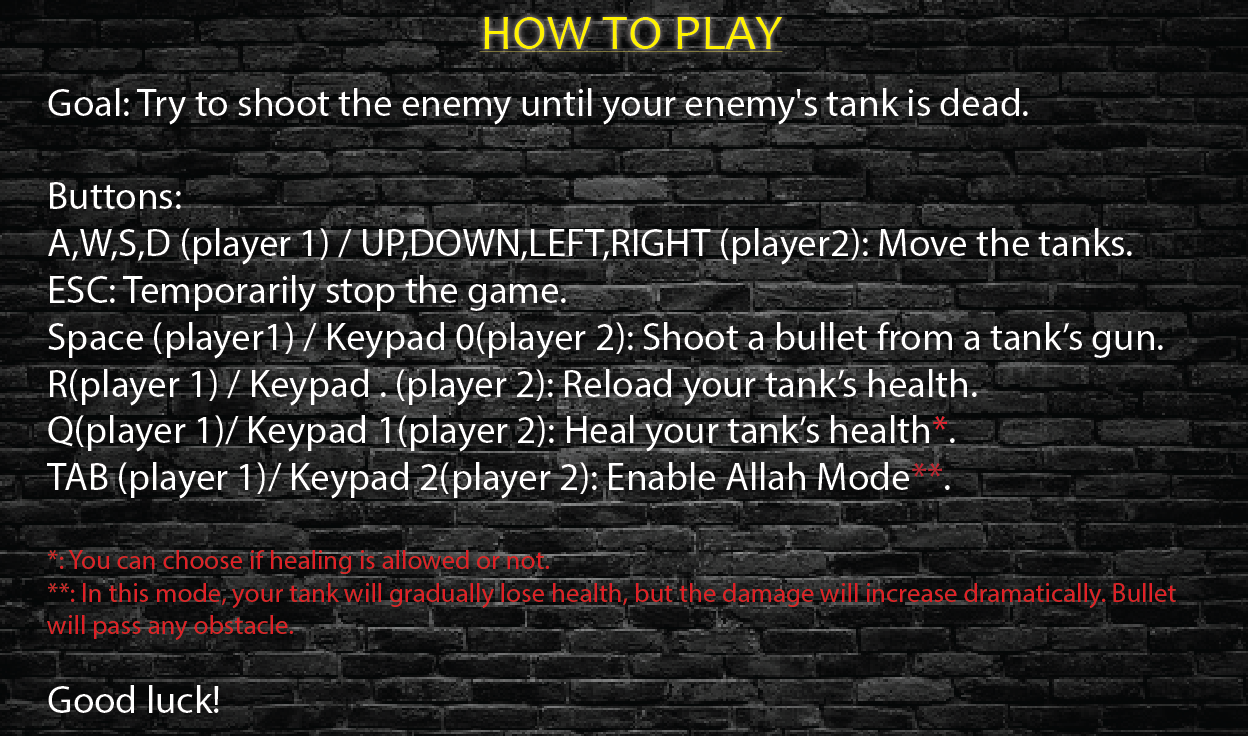 HOW TO PLAY
Goal: Try to shoot the enemy until your enemy's tank is dead.
Buttons:
A,W,S,D (player 1) / UP,DOWN,LEFT,RIGHT (player2): Move the tanks.
ESC: Temporarily stop the game.
Space (player1) / Keypad 0(player 2): Shoot a bullet from a tank’s gun.
R(player 1) / Keypad . (player 2): Reload your tank’s health.
Q(player 1)/ Keypad 1(player 2): Heal your tank’s health*.
TAB (player 1)/ Keypad 2(player 2): Enable Allah Mode**.
*: You can choose if healing is allowed or not.
**: In this mode, your tank will gradually lose health, but the damage will increase dramatically. Bullet
will pass any obstacle.
Good luck!